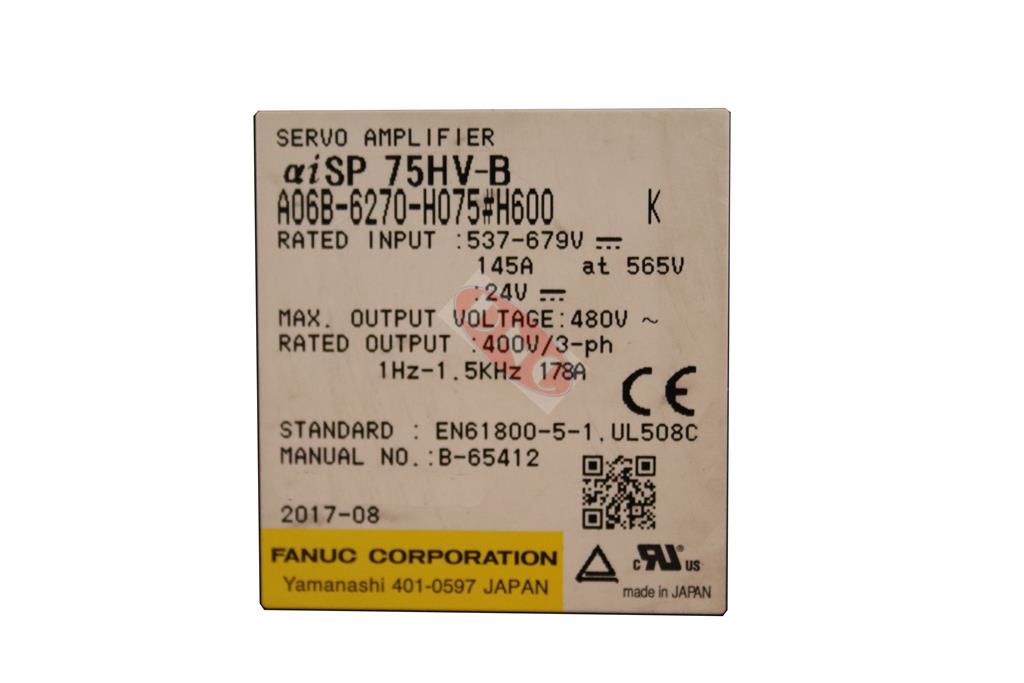 SERVO AMPLIFIER
αiSP 75HV-B
A06B-6270-H075#H600 K
RATED INPUT :537-679V ⎓
145A at 565V
:24V ⎓
MAX. OUTPUT VOLTAGE:480V ~
RATED OUTPUT :400V/3-ph
1Hz-1.5KHz 178A
CE
STANDARD : EN61800-5-1,UL508C
MANUAL NO.:B-65412
2017-08
FANUC CORPORATION
Yamanashi 401-0597 JAPAN
c RU US
made in JAPAN